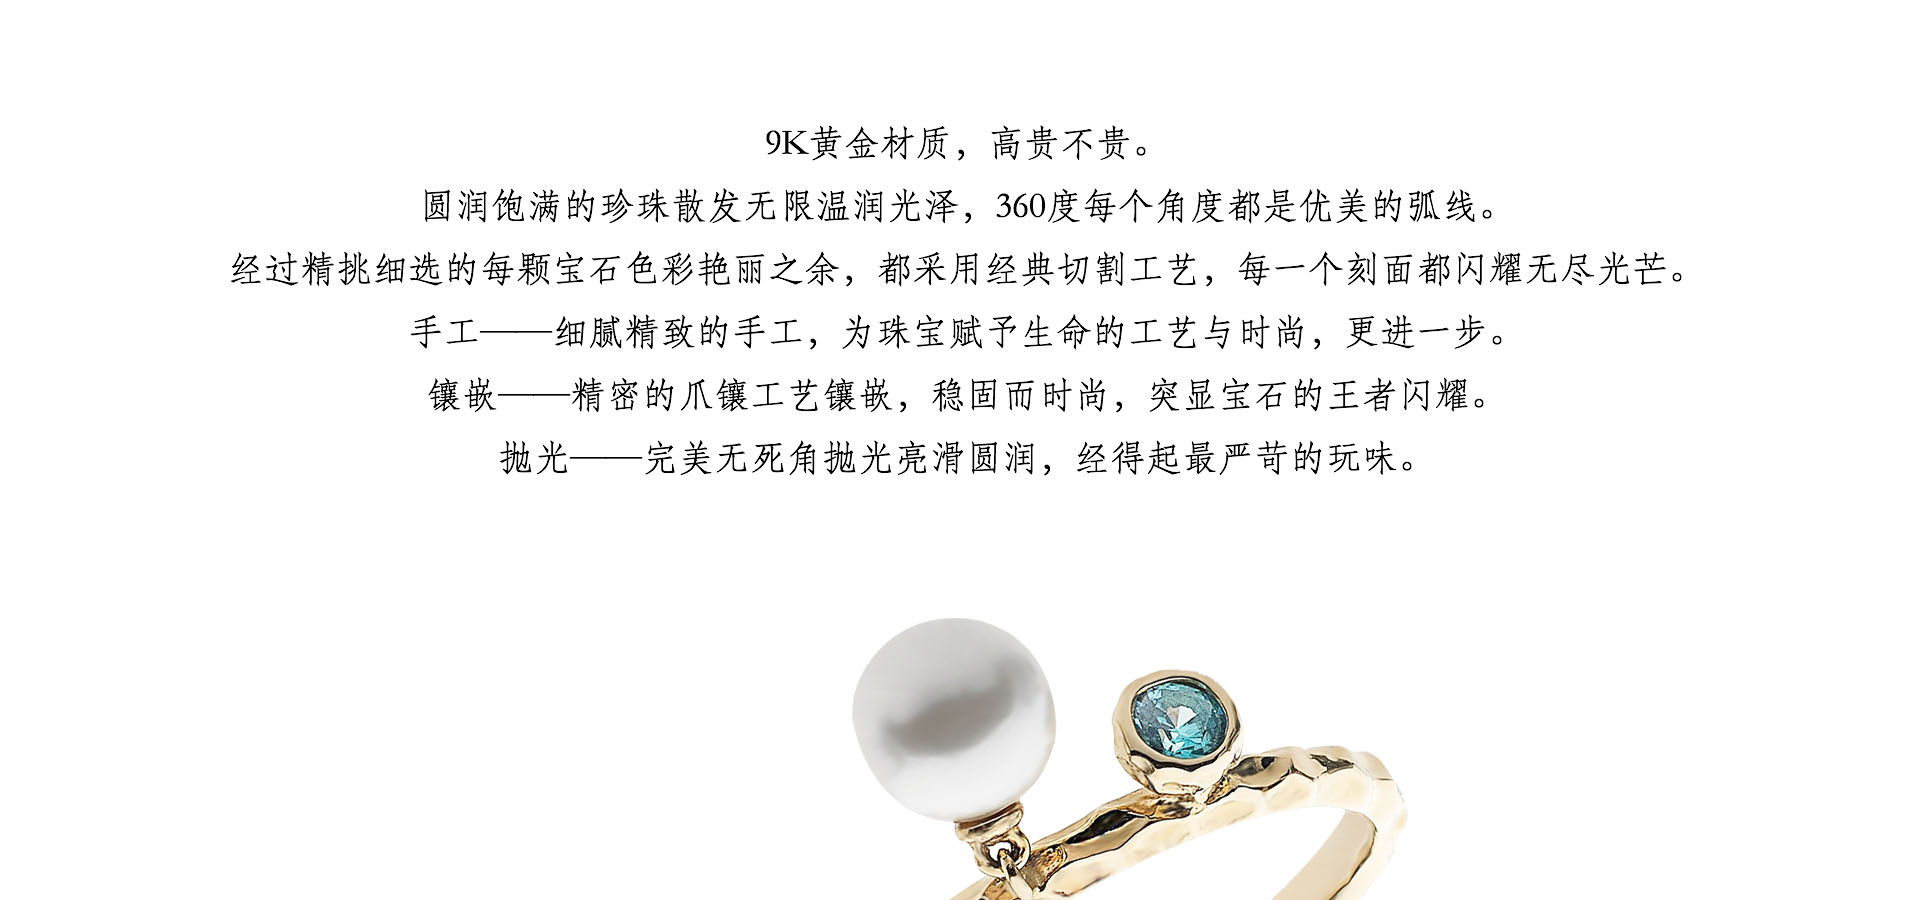 9K黄金材质，高贵不贵。
圆润饱满的珍珠散发无限温润光泽，360度每个角度都是优美的弧线。
经过精挑细选的每颗宝石色彩艳丽之余，都采用经典切割工艺，每一个刻面都闪耀无尽光芒。
手工——细腻精致的手工，为珠宝赋予生命的工艺与时尚，更进一步。
镶嵌——精密的爪镶工艺镶嵌，稳固而时尚，突显宝石的王者闪耀。
抛光——完美无死角抛光亮滑圆润，经得起最严苛的玩味。